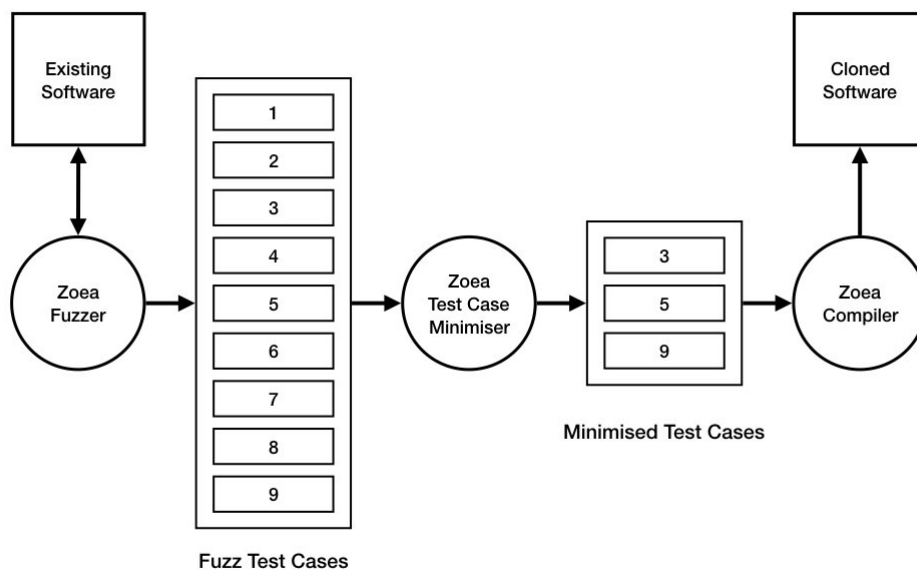 Existing
Software
Zoea
Fuzzer
1
2
3
4
5
6
7
8
9
Fuzz Test Cases
Zoea
Test Case
Minimiser
3
5
9
Minimised Test Cases
Zoea
Compiler
Cloned
Software